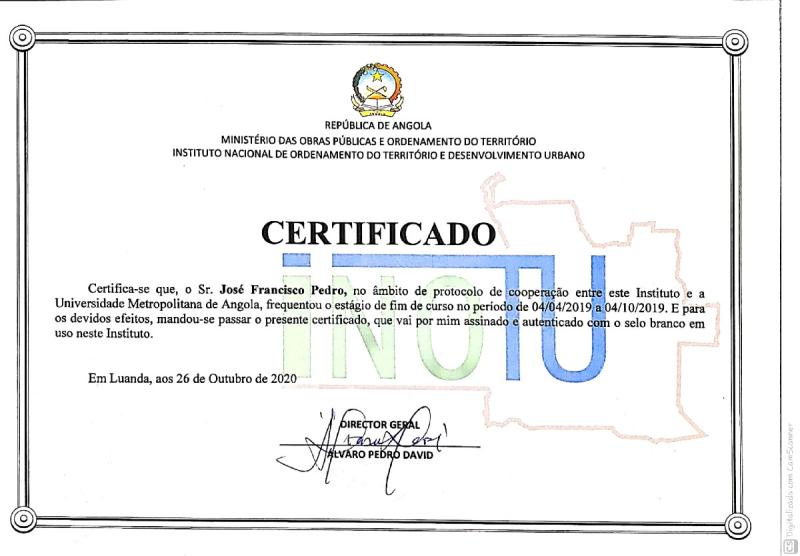 REPÚBLICA DE ANGOLA
MINISTÉRIO DAS OBRAS PÚBLICAS E ORDENAMENTO DO TERRITÓRIO
INSTITUTO NACIONAL DE ORDENAMENTO DO TERRITÓRIO E DESENVOLVIMENTO URBANO
CERTIFICADO
Certifica-se que, o Sr. José Francisco Pedro, no âmbito de protocolo de cooperação entre este Instituto e a
Universidade Metropolitana de Angola, frequentou o estágio de fim de curso no período de 04/04/2019 a 04/10/2019. E para
os devidos efeitos, mandou-se passar o presente certificado, que vai por mim assinado e autenticado com o selo branco em
uso neste Instituto.
INOTU
Em Luanda, aos 26 de Outubro de 2020
DIRECTOR GERAL
ÁLVARO PEDRO DAVID
CS Digitalizada com CamScanner